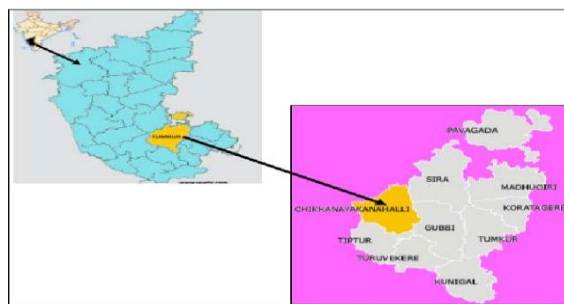 TUMKUR
PAVAGADA
SIRA
MADHUGIRI
CHIKKANAYAKANAHALLI
KORATAGERE
GUBBI
TIPTUR
TUMKUR
TURUVEKERE
KUNIGAL